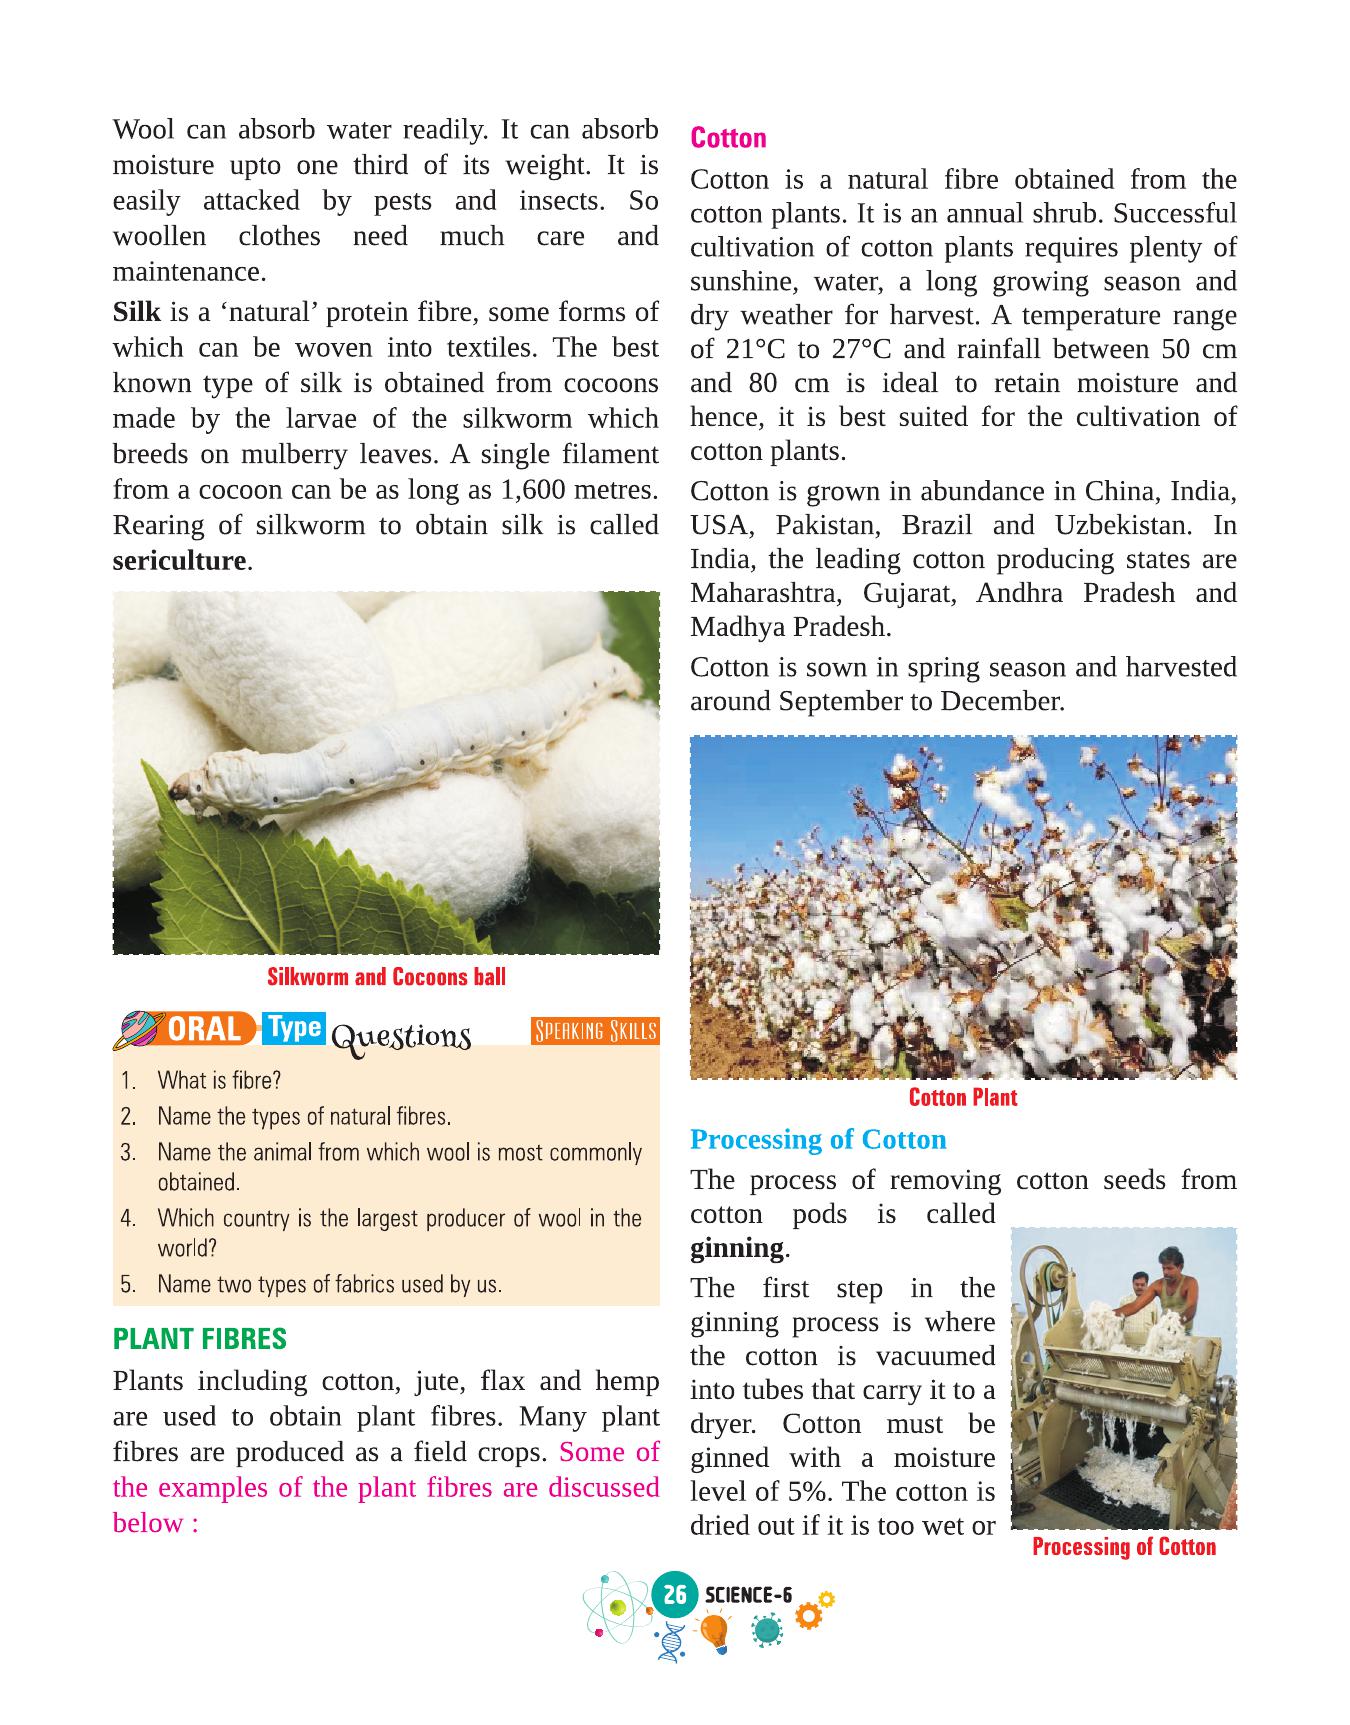 Wool can absorb water readily. It can absorb
moisture upto one third of its weight. It is
easily attacked by pests and insects. So
woollen clothes need much care and
maintenance.
Silk is a ‘natural’ protein fibre, some forms of
which can be woven into textiles. The best
known type of silk is obtained from cocoons
made by the larvae of the silkworm which
breeds on mulberry leaves. A single filament
from a cocoon can be as long as 1,600 metres.
Rearing of silkworm to obtain silk is called
sericulture.
Silkworm and Cocoons ball
ORAL Type Questions SPEAKING SKILLS
1. What is fibre?
2. Name the types of natural fibres.
3. Name the animal from which wool is most commonly
obtained.
4. Which country is the largest producer of wool in the
world?
5. Name two types of fabrics used by us.
PLANT FIBRES
Plants including cotton, jute, flax and hemp
are used to obtain plant fibres. Many plant
fibres are produced as a field crops. Some of
the examples of the plant fibres are discussed
below :
Cotton
Cotton is a natural fibre obtained from the
cotton plants. It is an annual shrub. Successful
cultivation of cotton plants requires plenty of
sunshine, water, a long growing season and
dry weather for harvest. A temperature range
of 21°C to 27°C and rainfall between 50 cm
and 80 cm is ideal to retain moisture and
hence, it is best suited for the cultivation of
cotton plants.
Cotton is grown in abundance in China, India,
USA, Pakistan, Brazil and Uzbekistan. In
India, the leading cotton producing states are
Maharashtra, Gujarat, Andhra Pradesh and
Madhya Pradesh.
Cotton is sown in spring season and harvested
around September to December.
Cotton Plant
Processing of Cotton
The process of removing cotton seeds from
cotton pods is called
ginning.
The first step in the
ginning process is where
the cotton is vacuumed
into tubes that carry it to a
dryer. Cotton must be
ginned with a moisture
level of 5%. The cotton is
dried out if it is too wet or
Processing of Cotton
26 SCIENCE-6